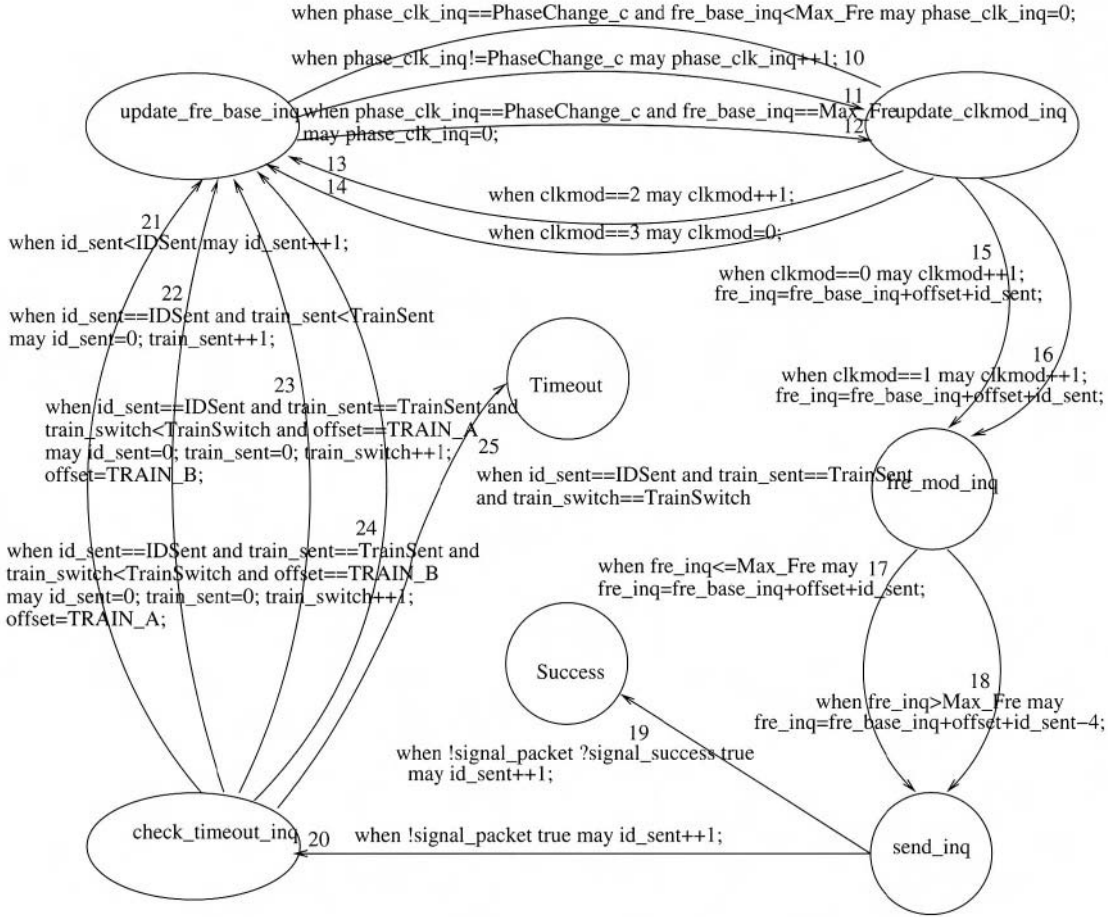 when phase_clk_inq==PhaseChange_c and fre_base_inq<Max_Fre may phase_clk_inq=0;
when phase_clk_inq!=PhaseChange_c may phase_clk_inq++1; 10
11
update_fre_base_inq
when phase_clk_inq==PhaseChange_c and fre_base_inq==Max_Fre
may phase_clk_inq=0;
12
update_clkmod_inq
13
14
when clkmod==2 may clkmod++1;
when clkmod==3 may clkmod=0;
21
when id_sent<IDSent may id_sent++1;
15
when clkmod==0 may clkmod++1;
fre_inq=fre_base_inq+offset+id_sent;
22
when id_sent==IDSent and train_sent<TrainSent
may id_sent=0; train_sent++1;
16
when clkmod==1 may clkmod++1;
fre_inq=fre_base_inq+offset+id_sent;
Timeout
23
when id_sent==IDSent and train_sent==TrainSent and
train_switch<TrainSwitch and offset==TRAIN_A
may id_sent=0; train_sent=0; train_switch++1;
offset=TRAIN_B;
25
when id_sent==IDSent and train_sent==TrainSent
and train_switch==TrainSwitch
fre_mod_inq
24
when id_sent==IDSent and train_sent==TrainSent and
train_switch<TrainSwitch and offset==TRAIN_B
may id_sent=0; train_sent=0; train_switch++1;
offset=TRAIN_A;
when fre_inq<=Max_Fre may 17
fre_inq=fre_base_inq+offset+id_sent;
Success
18
when fre_inq>Max_Fre may
fre_inq=fre_base_inq+offset+id_sent−4;
19
when !signal_packet ?signal_success true
may id_sent++1;
check_timeout_inq
20
when !signal_packet true may id_sent++1;
send_inq